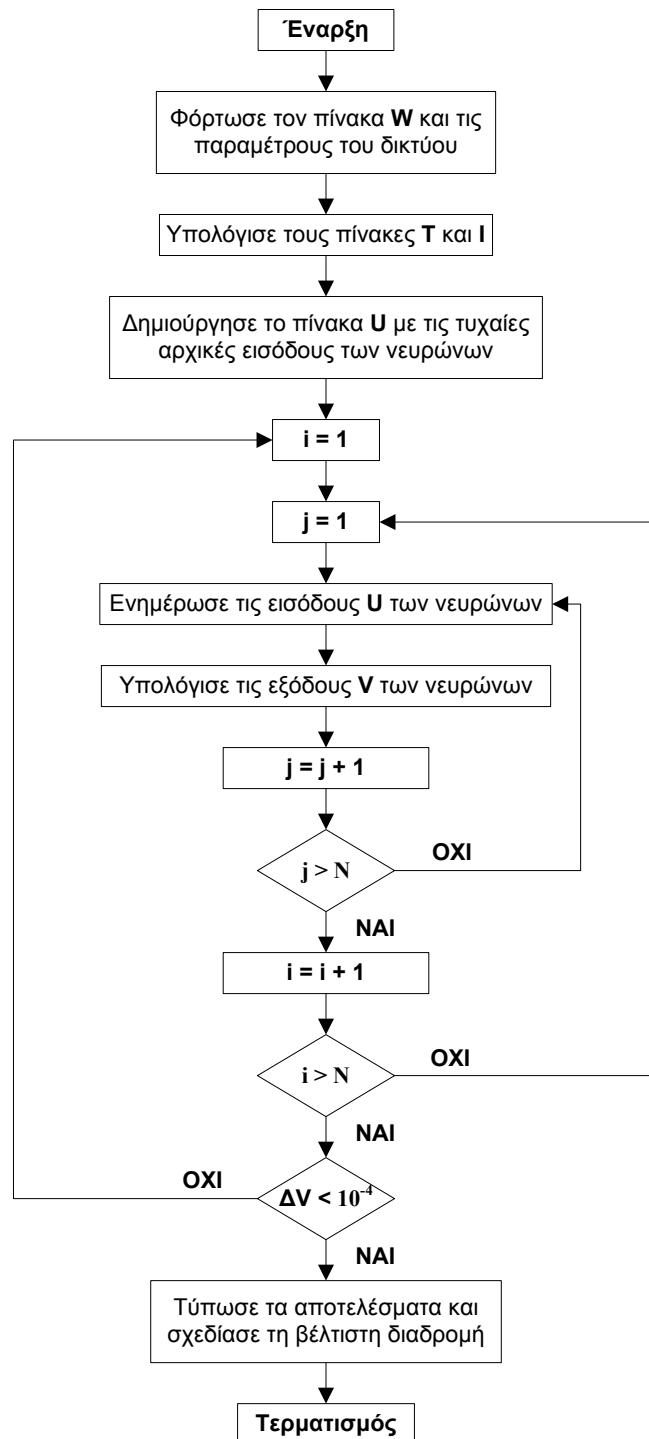 Έναρξη
Φόρτωσε τον πίνακα W και τις
παραμέτρους του δικτύου
Υπολόγισε τους πίνακες T και I
Δημιούργησε το πίνακα U με τις τυχαίες
αρχικές εισόδους των νευρώνων
i = 1
j = 1
Ενημέρωσε τις εισόδους U των νευρώνων
Υπολόγισε τις εξόδους V των νευρώνων
j = j + 1
j > N
ΟΧΙ
ΝΑΙ
i = i + 1
i > N
ΟΧΙ
ΝΑΙ
ΟΧΙ
ΔV < 10⁻⁴
ΝΑΙ
Τύπωσε τα αποτελέσματα και
σχεδίασε τη βέλτιστη διαδρομή
Τερματισμός